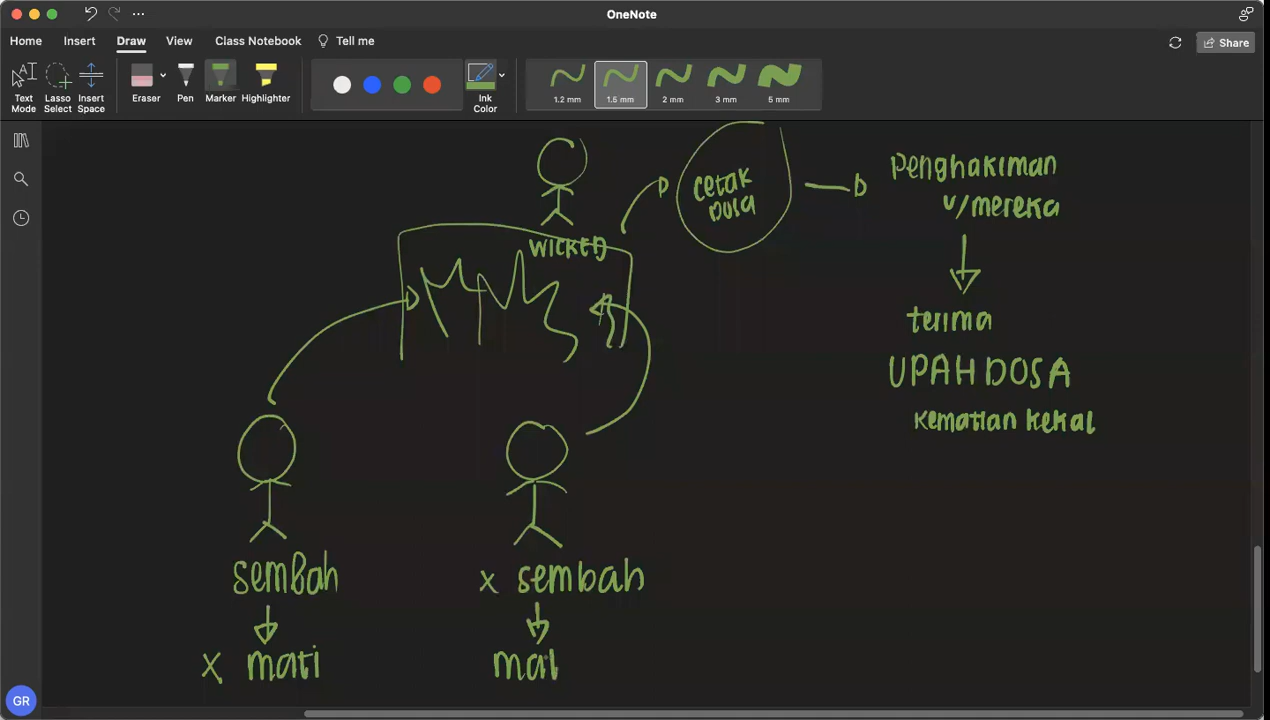 OneNote
Home Insert Draw View Class Notebook Tell me
Share
Text Mode
Lasso Select
Insert Space
Eraser
Pen
Marker
Highlighter
Ink Color
1.2 mm
1.5 mm
2 mm
3 mm
5 mm
WICKED
cetak
DOSA
Penghakiman
u/mereka
terima
UPAH DOSA
kematian kekal
sembah
x mati
x sembah
mat
GR